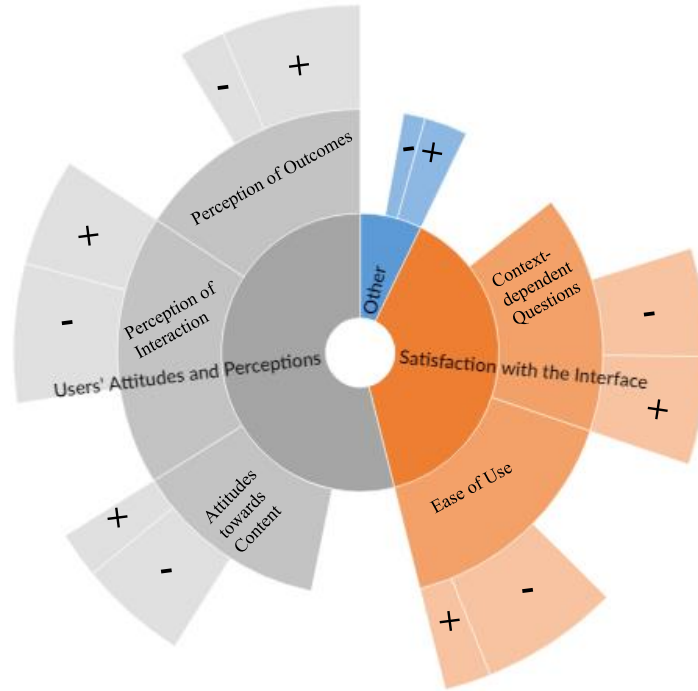 -
+
Perception of Outcomes
-
+
Other
Context-
dependent
Questions
+
-
Perception of
Interaction
-
+
Users' Attitudes and Perceptions
Satisfaction with the Interface
Ease of Use
Attitudes
towards
Content
+
-
-
+